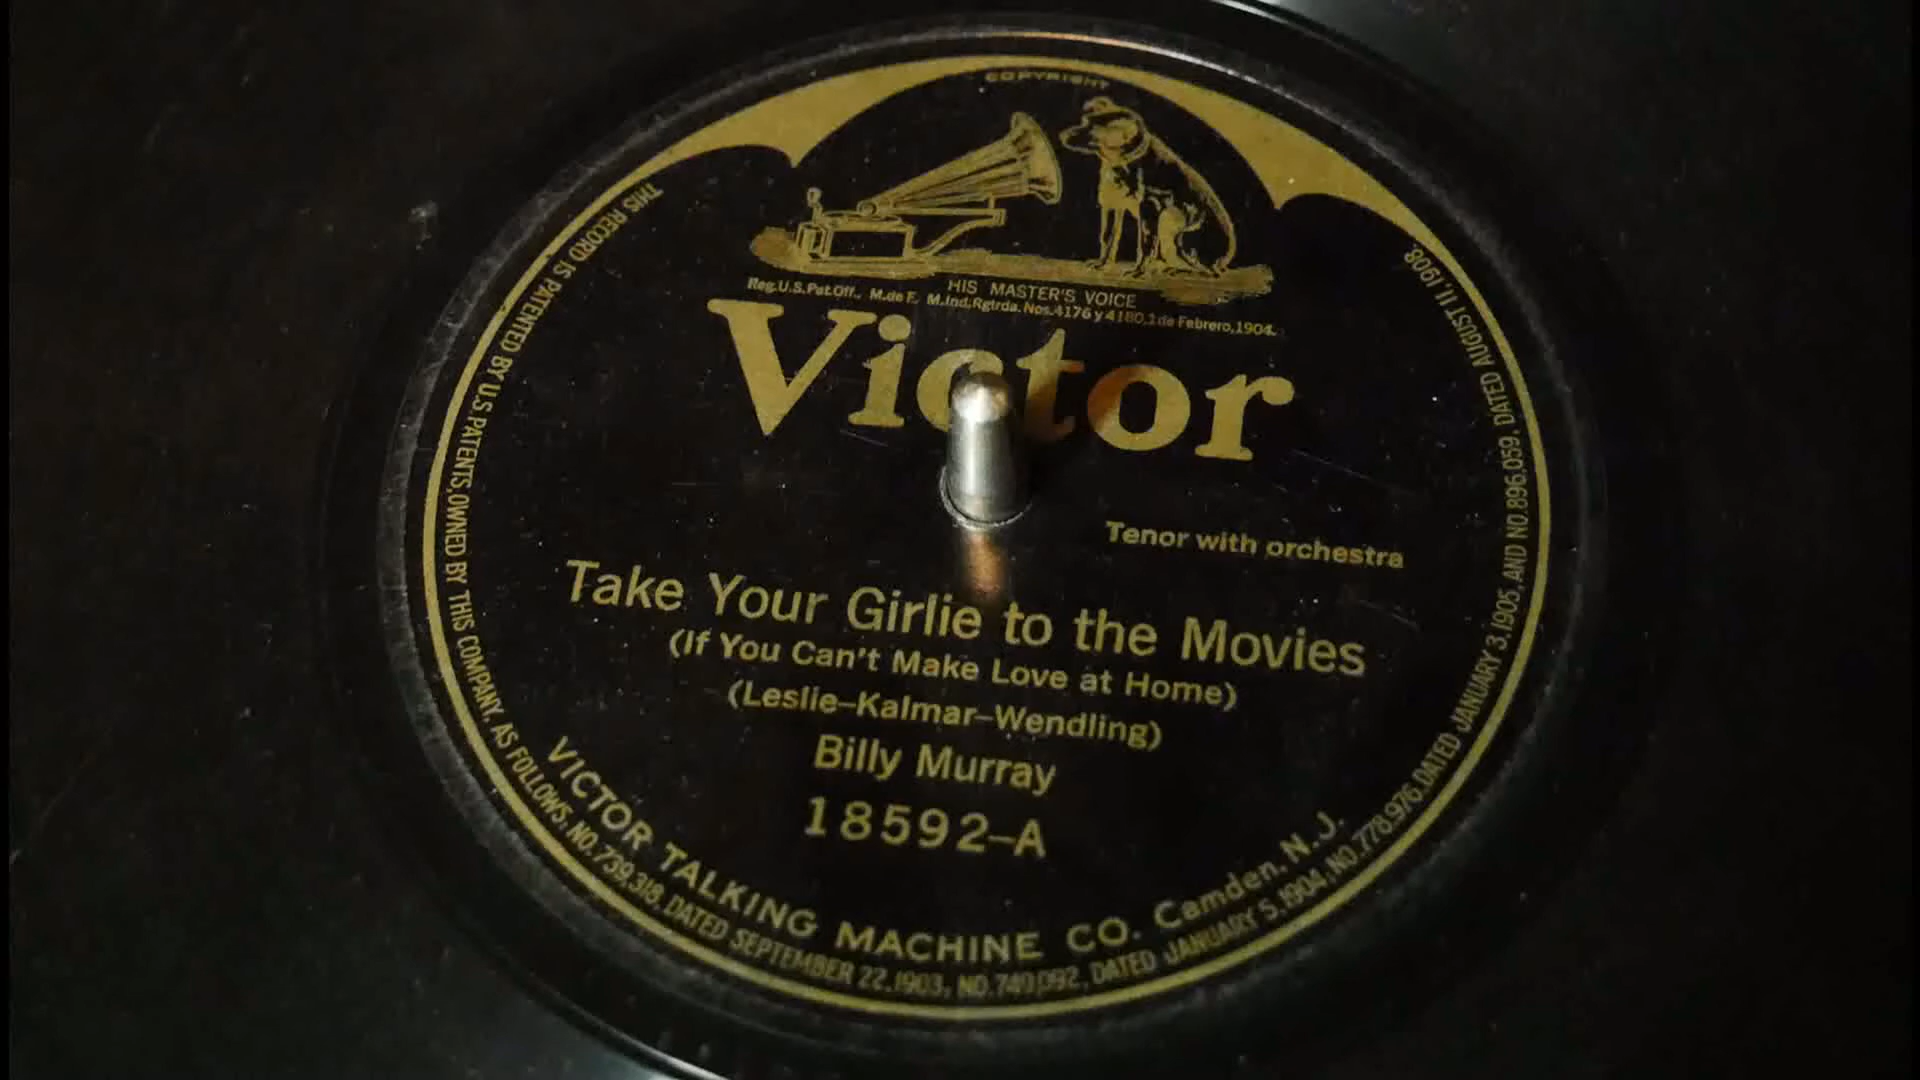 COPYRIGHT
HIS MASTER'S VOICE
Reg.U.S.Pat.Off., M.de F. M.Ind.Rgtrda. Nos.4176 y 4180,1 de Febrero,1904.
Victor
Tenor with orchestra
Take Your Girlie to the Movies
(If You Can't Make Love at Home)
(Leslie–Kalmar–Wendling)
Billy Murray
18592–A
VICTOR TALKING MACHINE CO. Camden, N.J.
THIS RECORD IS PATENTED BY U.S. PATENTS, OWNED BY THIS COMPANY, AS FOLLOWS: NO.739,318, DATED SEPTEMBER 22,1903, NO.749,092, DATED JANUARY 5,1904, NO.778,976, DATED JANUARY 3,1905, AND NO.896,059, DATED AUGUST 11,1908.